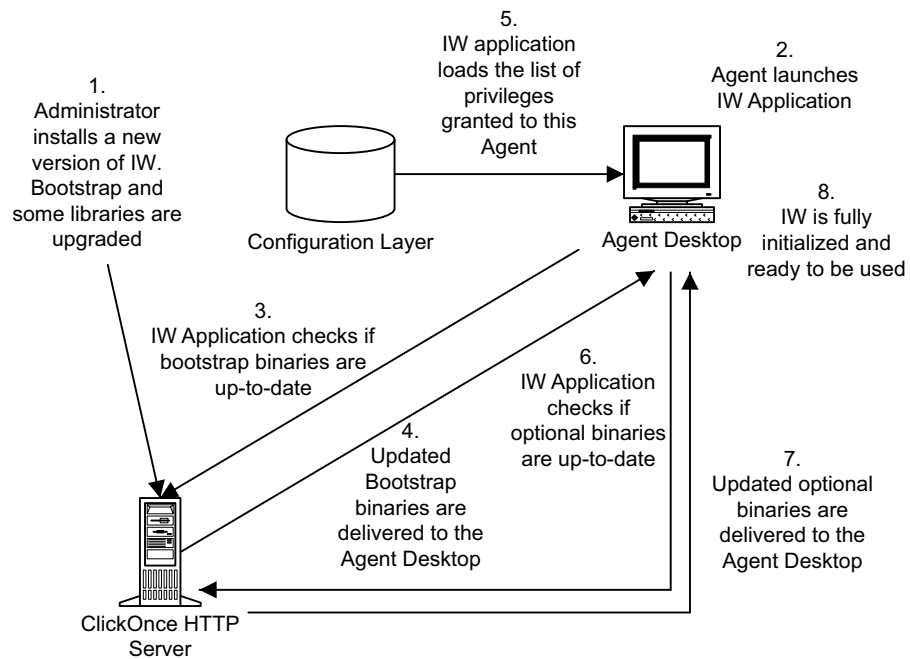 1.
Administrator
installs a new
version of IW.
Bootstrap and
some libraries are
upgraded
5.
IW application
loads the list of
privileges
granted to this
Agent
2.
Agent launches
IW Application
Configuration Layer
Agent Desktop
8.
IW is fully
initialized and
ready to be used
3.
IW Application checks if
bootstrap binaries are
up-to-date
4.
Updated
Bootstrap
binaries are
delivered to the
Agent Desktop
6.
IW Application
checks if
optional binaries
are up-to-date
7.
Updated optional
binaries are
delivered to the
Agent Desktop
ClickOnce HTTP
Server